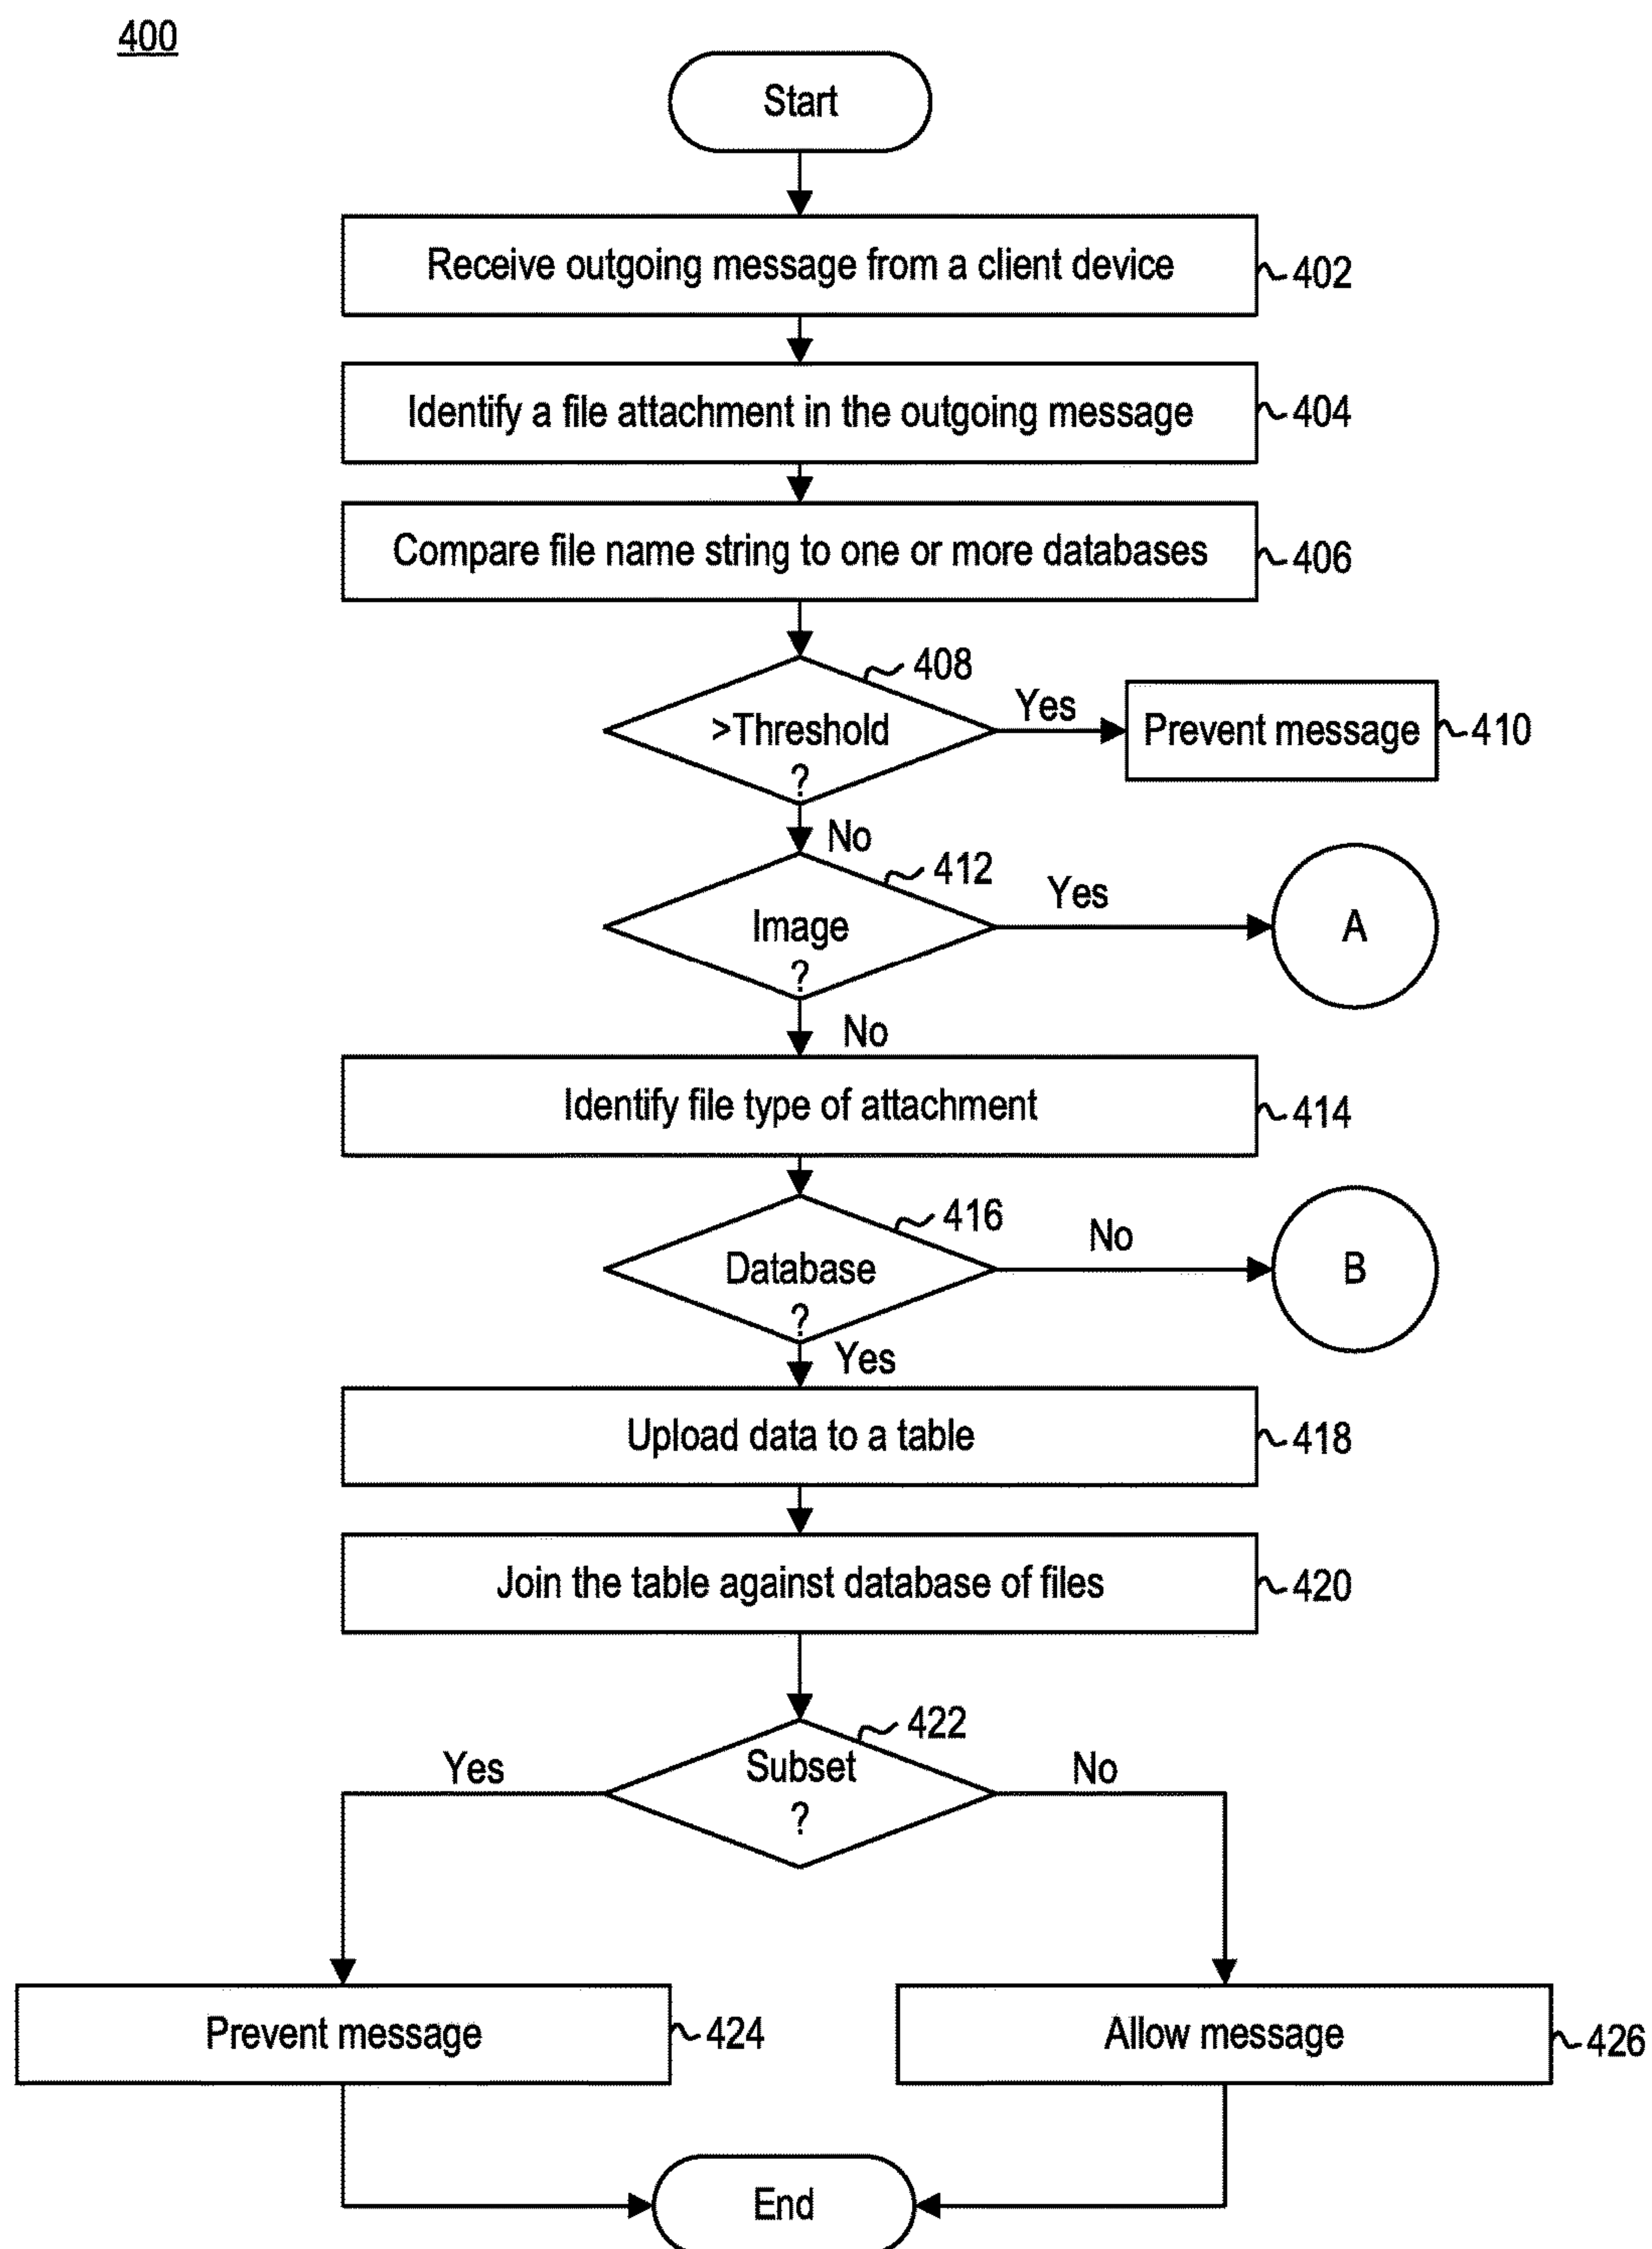 400
Start
Receive outgoing message from a client device
402
Identify a file attachment in the outgoing message
404
Compare file name string to one or more databases
406
408
>Threshold
?
Yes
Prevent message
410
No
412
Image
?
Yes
A
No
Identify file type of attachment
414
416
Database
?
No
B
Yes
Upload data to a table
418
Join the table against database of files
420
422
Subset
?
Yes
No
Prevent message
424
Allow message
426
End